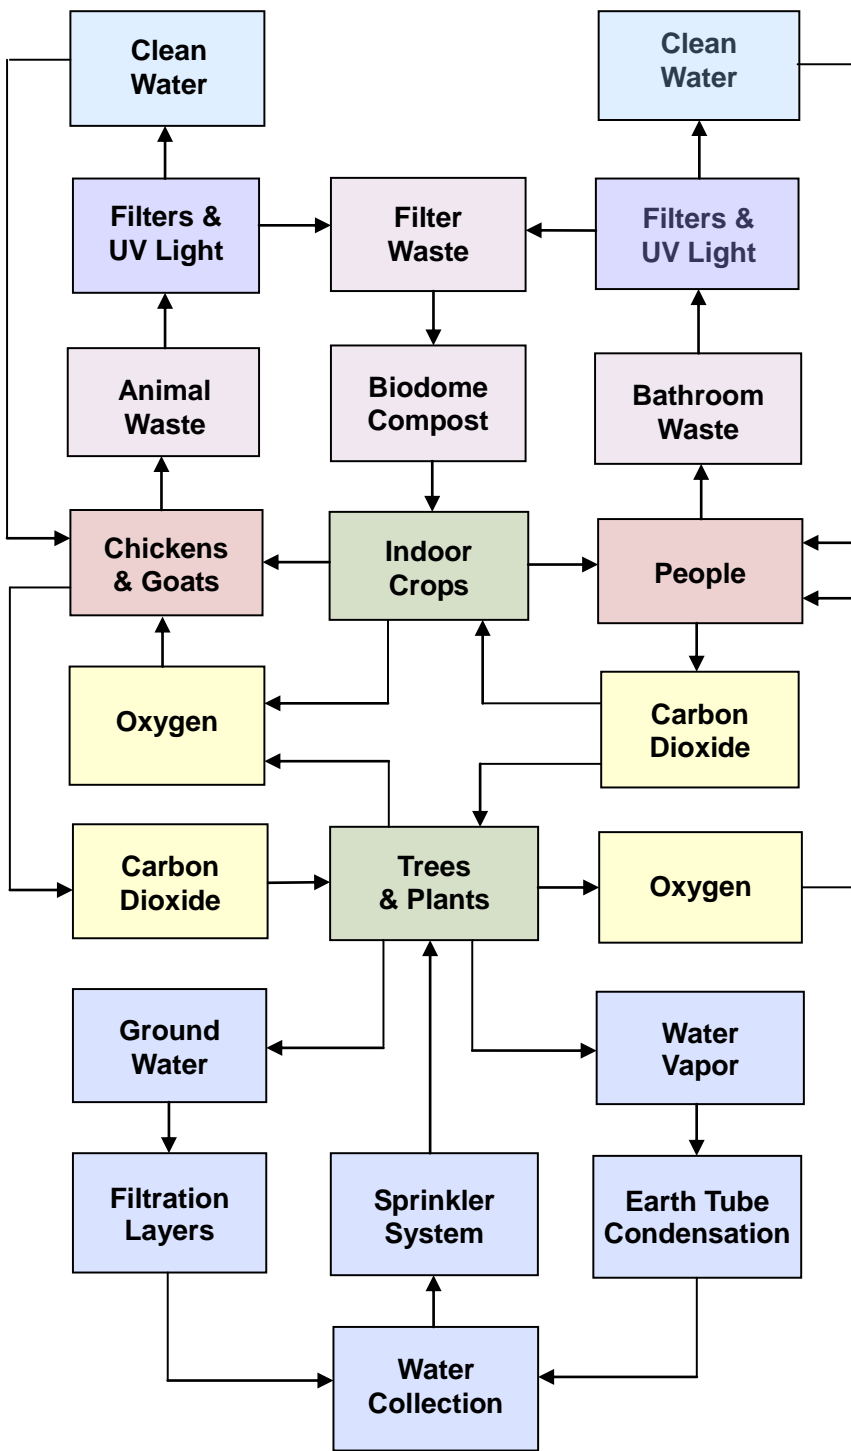 Clean
Water
Clean
Water
Filters &
UV Light
Filter
Waste
Filters &
UV Light
Animal
Waste
Biodome
Compost
Bathroom
Waste
Chickens
& Goats
Indoor
Crops
People
Oxygen
Carbon
Dioxide
Carbon
Dioxide
Trees
& Plants
Oxygen
Ground
Water
Water
Vapor
Filtration
Layers
Sprinkler
System
Earth Tube
Condensation
Water
Collection